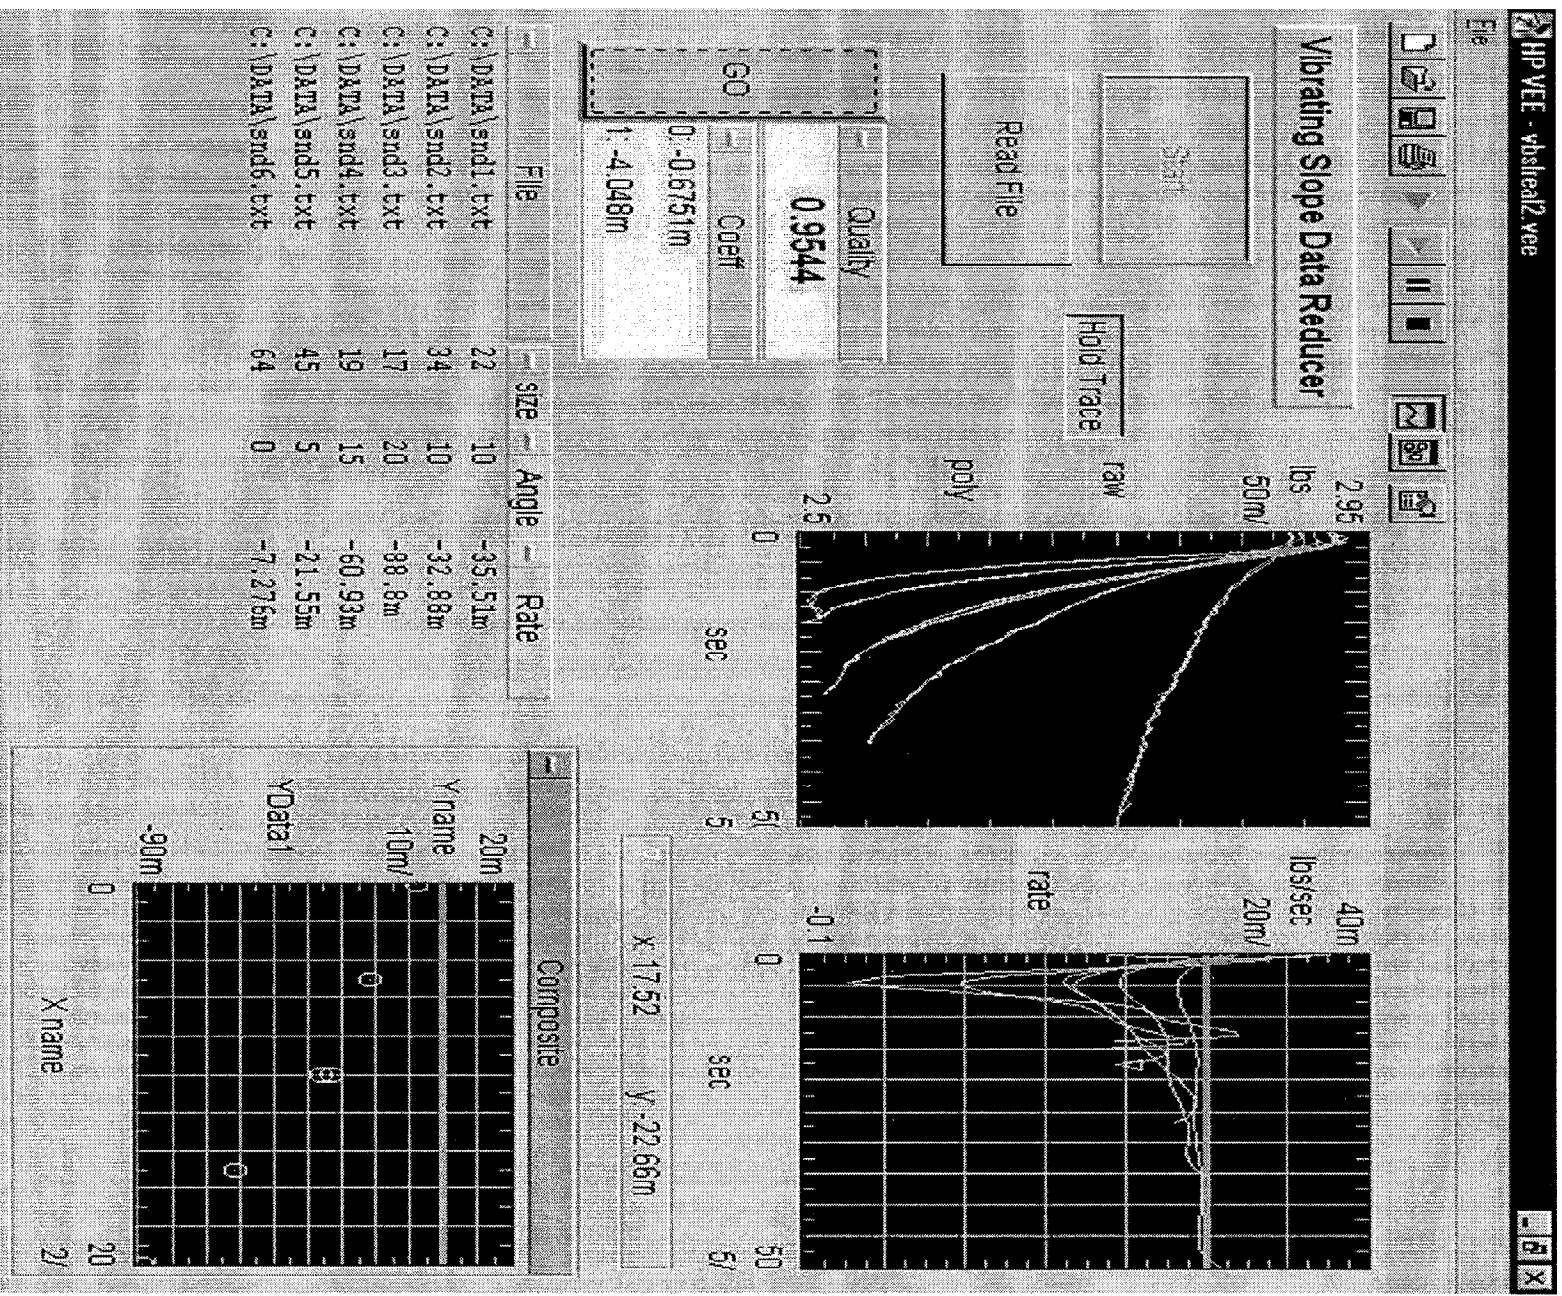 HP VEE - vbslreal2.vee
File
Vibrating Slope Data Reducer
Start
Read File
Hold Trace
GO
Quality
0.9544
Coeff
0: -0.6751m
1: -4.048m
2.95
lbs
50m/
raw
poly
2.5
0
sec
5/
40m
lbs/sec
20m/
rate
-0.1
0
sec
50
5/
x 17.52 y -22.66m
File size Angle Rate
C:\DATA\snd1.txt 22 10 -35.51m
C:\DATA\snd2.txt 34 10 -32.88m
C:\DATA\snd3.txt 17 20 -88.8m
C:\DATA\snd4.txt 19 15 -60.93m
C:\DATA\snd5.txt 45 5 -21.55m
C:\DATA\snd6.txt 64 0 -7.276m
Composite
20m
Y name
10m/
YData1
-90m
0
X name
20
2/